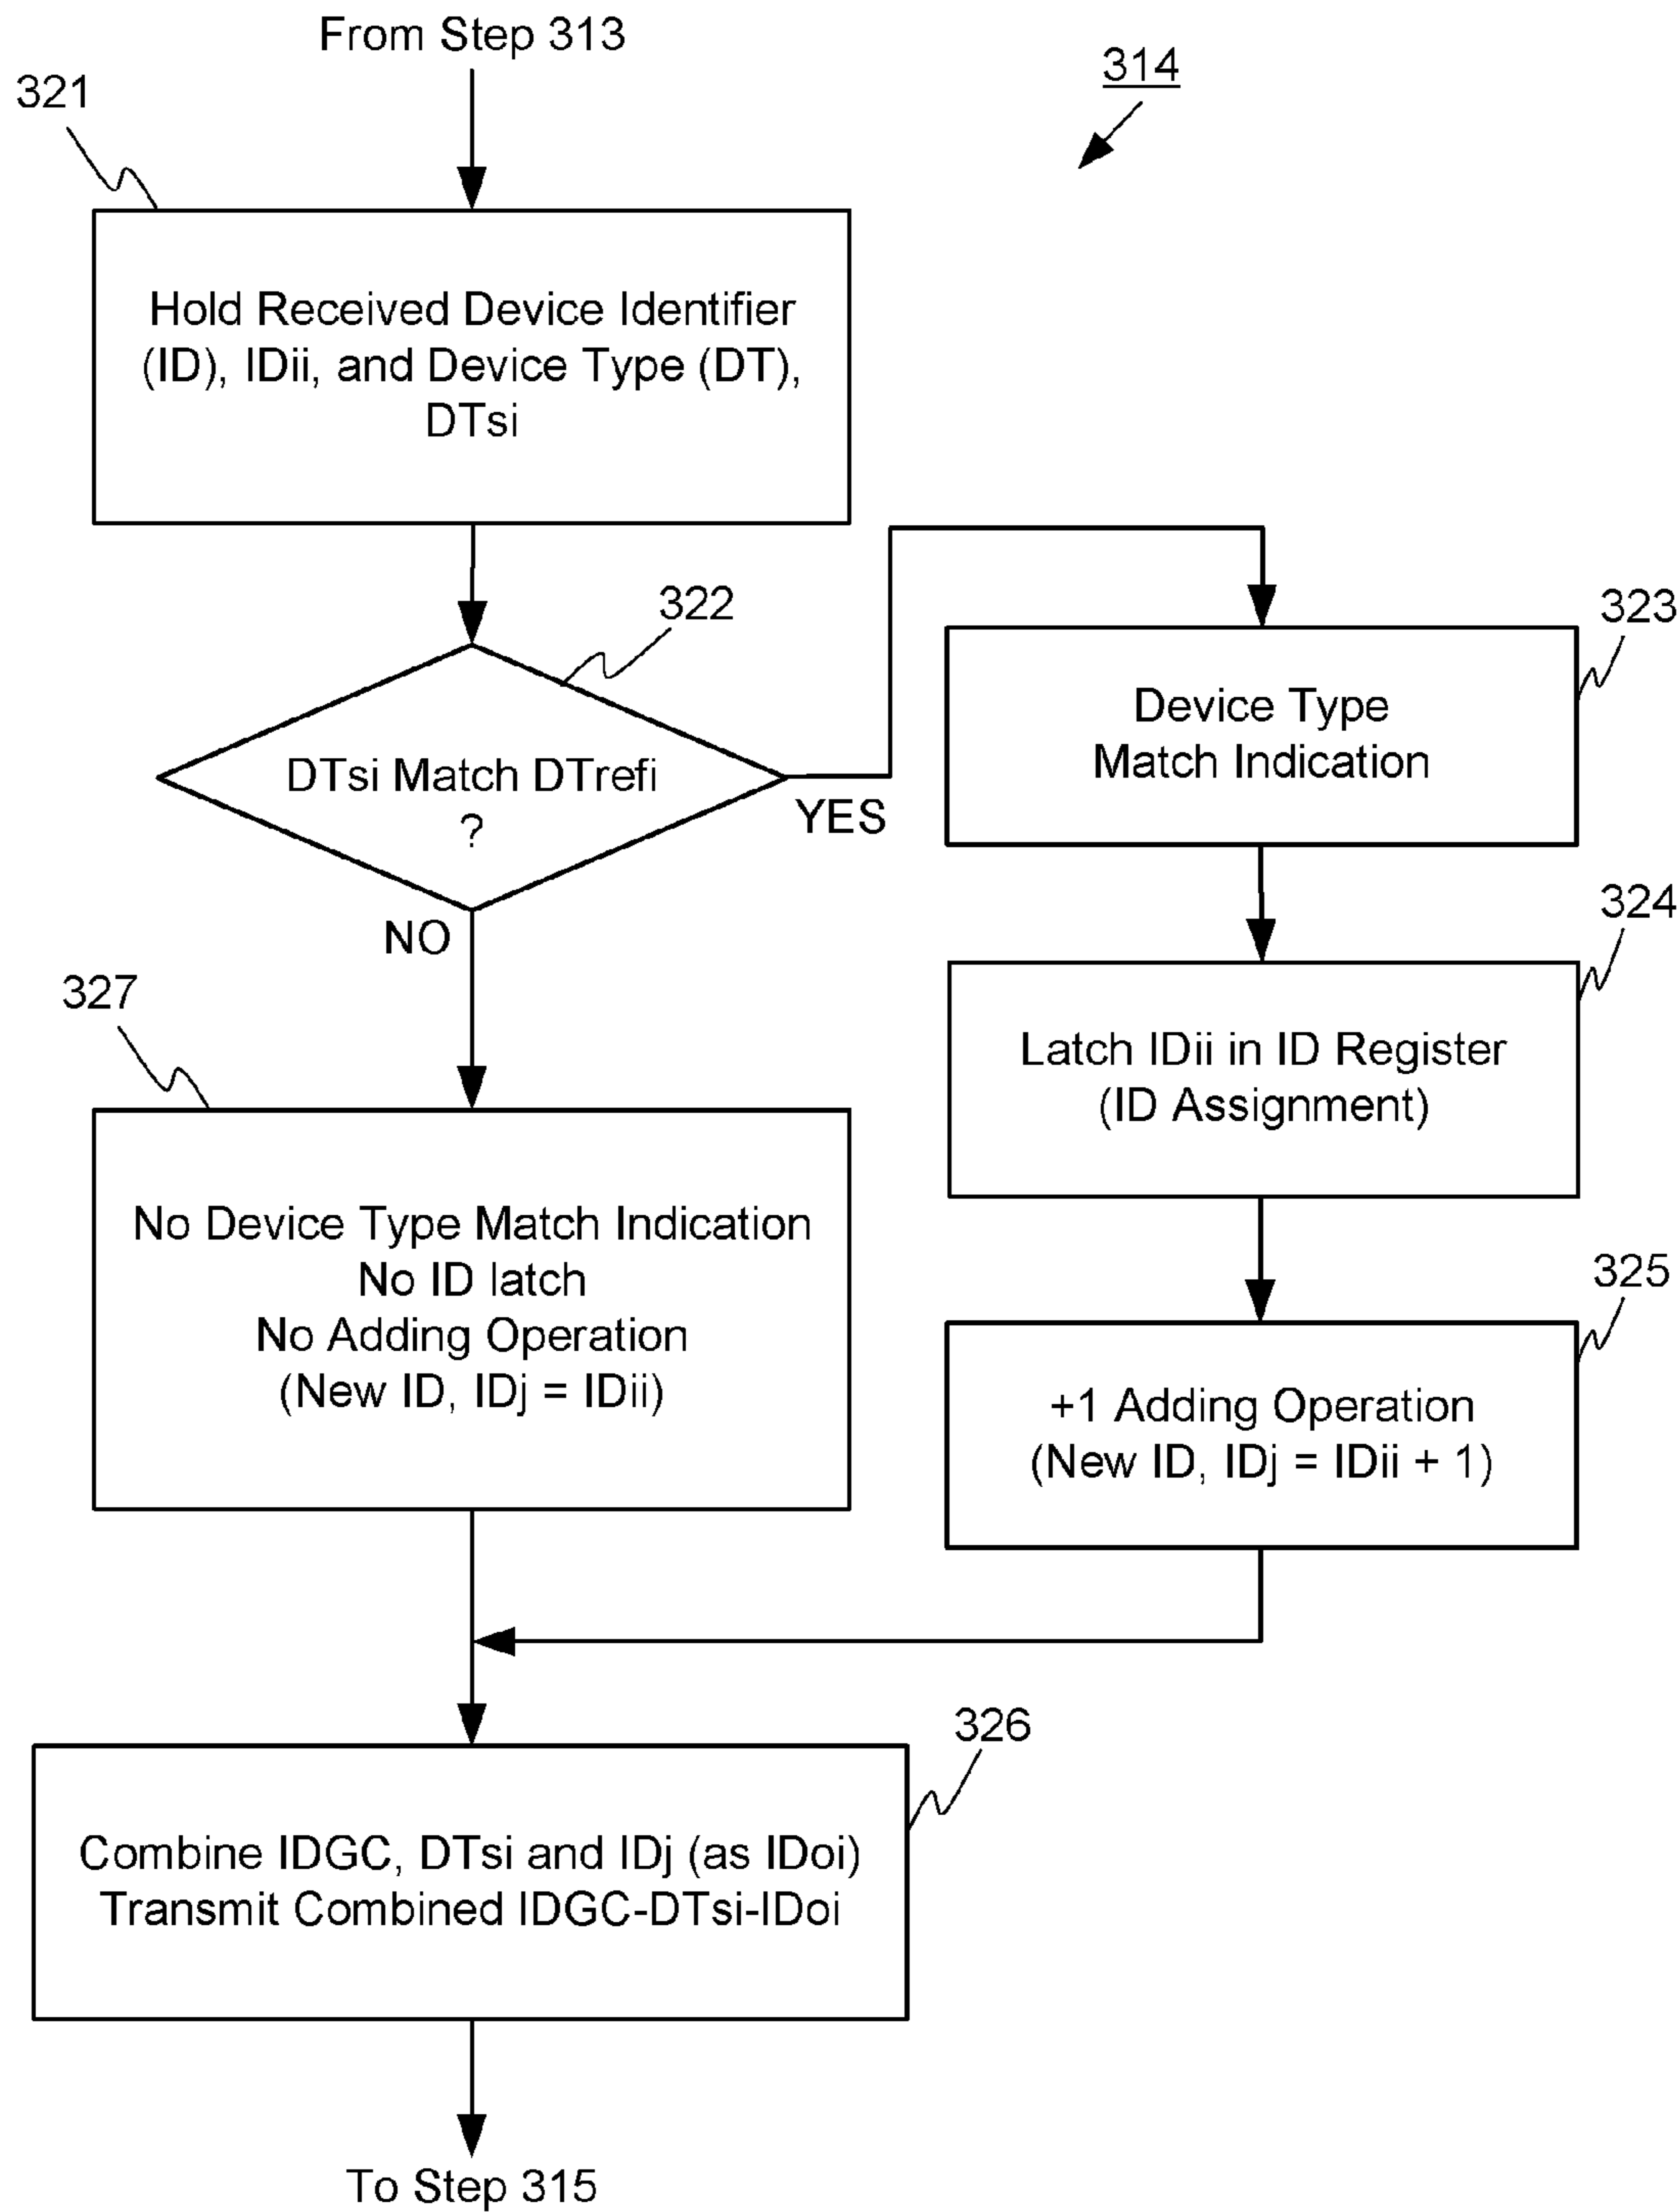 From Step 313
314
321
Hold Received Device Identifier
(ID), IDii, and Device Type (DT),
DTsi
322
DTsi Match DTrefi
?
YES
NO
323
Device Type
Match Indication
324
Latch IDii in ID Register
(ID Assignment)
325
+1 Adding Operation
(New ID, IDj = IDii + 1)
327
No Device Type Match Indication
No ID latch
No Adding Operation
(New ID, IDj = IDii)
326
Combine IDGC, DTsi and IDj (as IDoi)
Transmit Combined IDGC-DTsi-IDoi
To Step 315